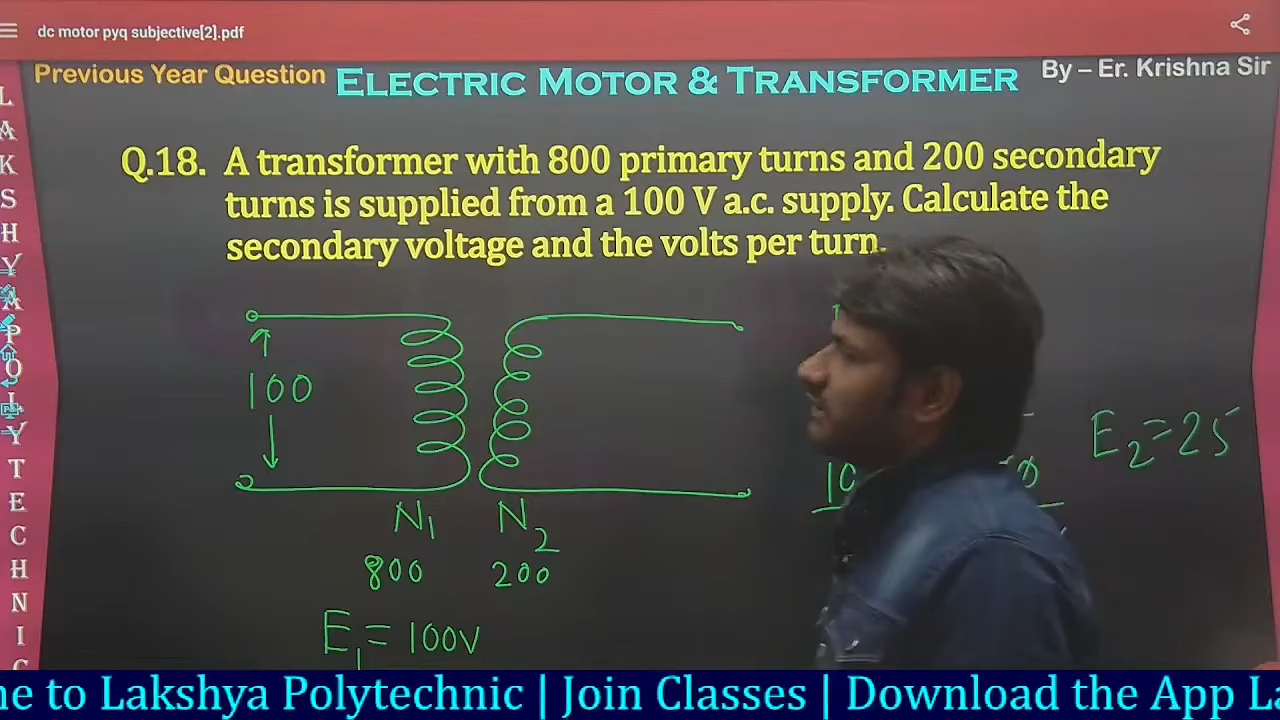 dc motor pyq subjective[2].pdf
Previous Year Question
ELECTRIC MOTOR & TRANSFORMER
By – Er. Krishna Sir
LAKSHYA POLYTECHNIC
Q.18. A transformer with 800 primary turns and 200 secondary
turns is supplied from a 100 V a.c. supply. Calculate the
secondary voltage and the volts per turn.
100
E₂=25
N₁ N₂
800 200
E₁=100V
to Lakshya Polytechnic | Join Classes | Download the App